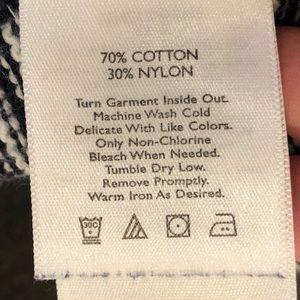 70% COTTON
30% NYLON
Turn Garment Inside Out.
Machine Wash Cold
Delicate With Like Colors.
Only Non-Chlorine
Bleach When Needed.
Tumble Dry Low.
Remove Promptly.
Warm Iron As Desired.
30C